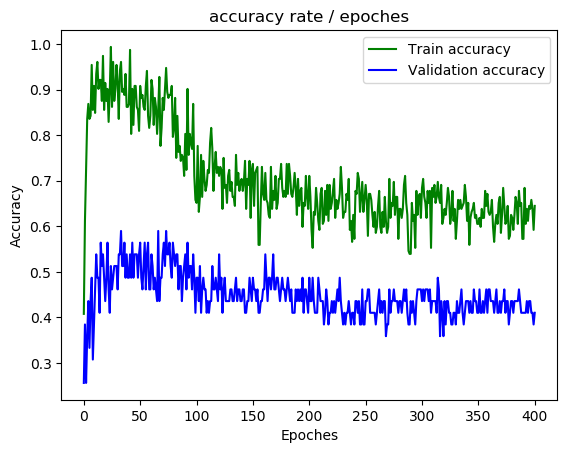 accuracy rate / epoches
Train accuracy
Validation accuracy
1.0
0.9
0.8
0.7
0.6
0.5
0.4
0.3
Accuracy
0 50 100 150 200 250 300 350 400
Epoches